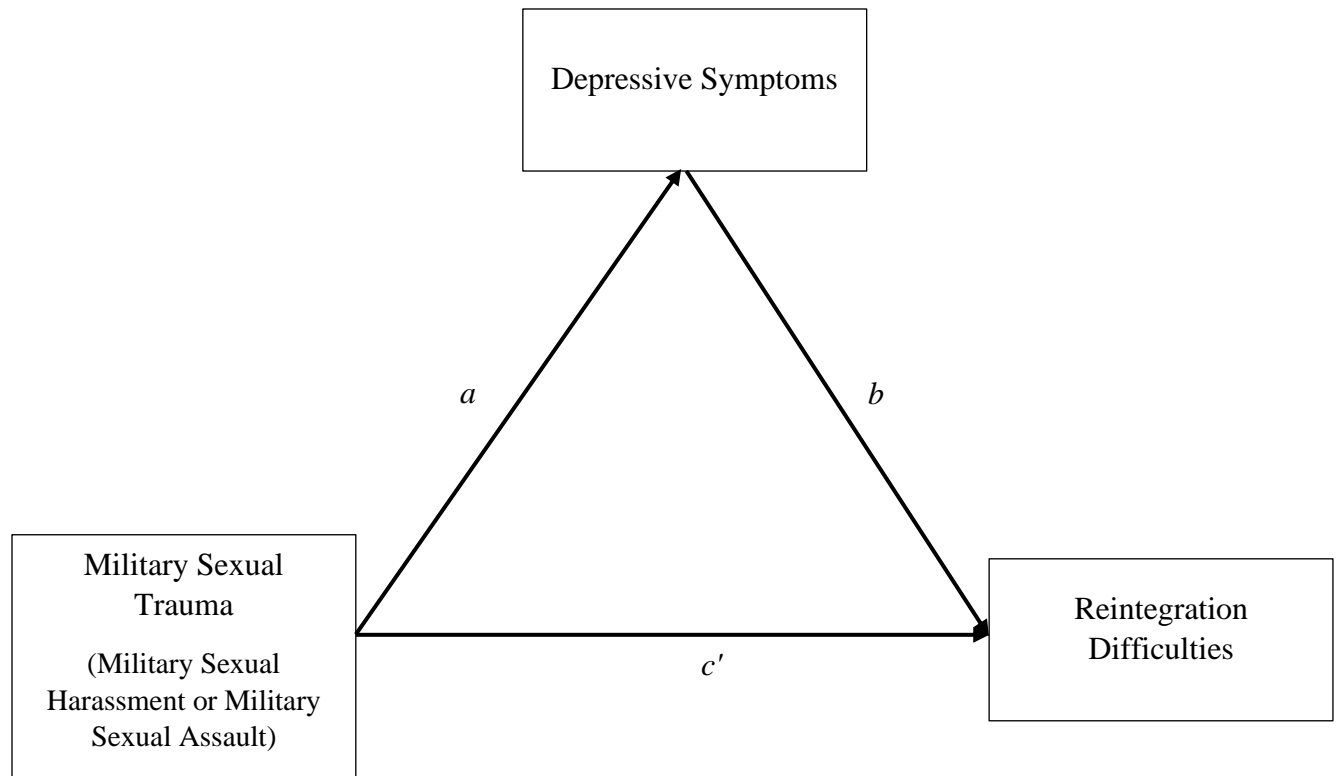 Depressive Symptoms
a
b
Military Sexual
Trauma
(Military Sexual
Harassment or Military
Sexual Assault)
c'
Reintegration
Difficulties